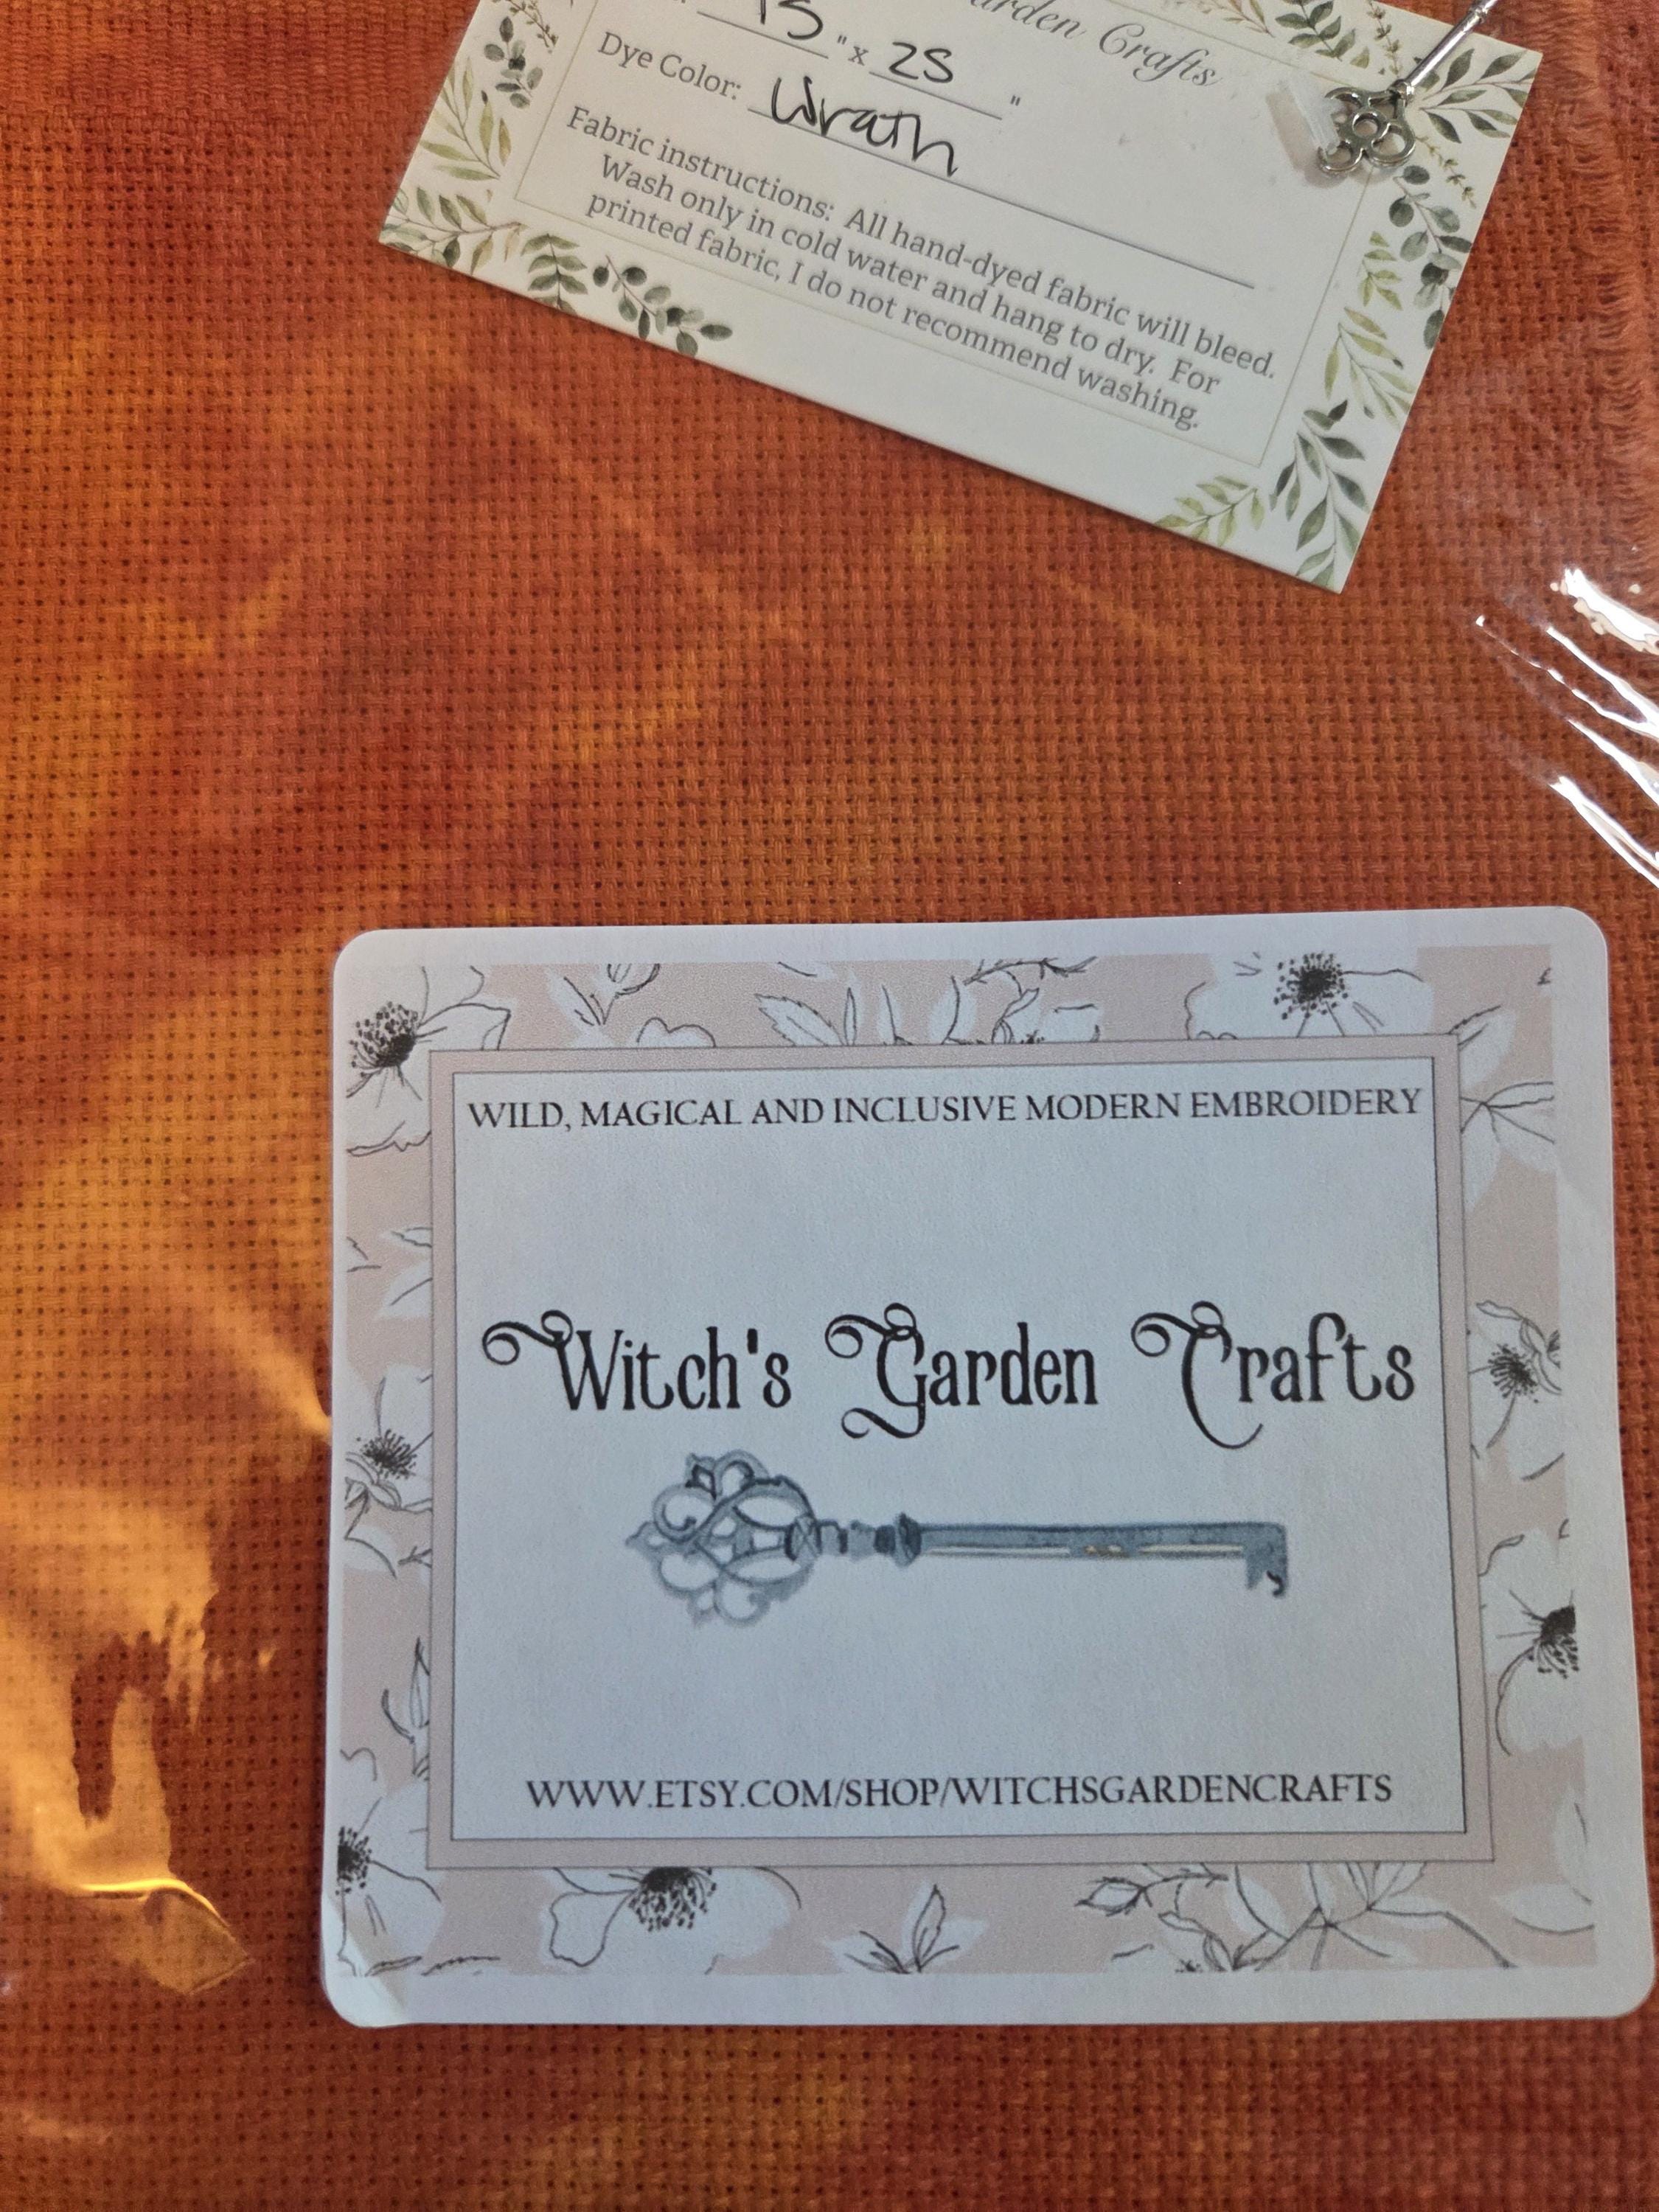 arden Crafts
15 " x 25 "
Dye Color: Wrath
Fabric instructions: All hand-dyed fabric will bleed.
Wash only in cold water and hang to dry. For
printed fabric, I do not recommend washing.
WILD, MAGICAL AND INCLUSIVE MODERN EMBROIDERY
Witch's Garden Crafts
WWW.ETSY.COM/SHOP/WITCHSGARDENCRAFTS